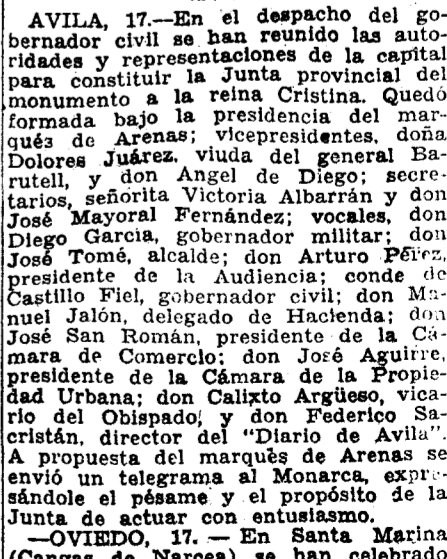 AVILA, 17.—En el despacho del go-
bernador civil se han reunido las auto-
ridades y representaciones de la capital
para constituir la Junta provincial del
monumento a la reina Cristina. Quedó
formada bajo la presidencia del mar-
qués de Arenas; vicepresidentes, doña
Dolores Juárez, viuda del general Ba-
rutell, y don Angel de Diego; secre-
tarios, señorita Victoria Albarrán y don
José Mayoral Fernández; vocales, don
Diego García, gobernador militar; don
José Tomé, alcalde; don Arturo Pérez,
presidente de la Audiencia; conde de
Castillo Fiel, gobernador civil; don Ma-
nuel Jalón, delegado de Hacienda; don
José San Román, presidente de la Cá-
mara de Comercio; don José Aguirre,
presidente de la Cámara de la Propie-
dad Urbana; don Calixto Argüeso, vica-
rio del Obispado, y don Federico Sa-
cristán, director del "Diario de Avila".
A propuesta del marqués de Arenas se
envió un telegrama al Monarca, expre-
sándole el pésame y el propósito de la
Junta de actuar con entusiasmo.
—OVIEDO, 17. — En Santa Marina
(Cangas de Narcea) se han celebrado